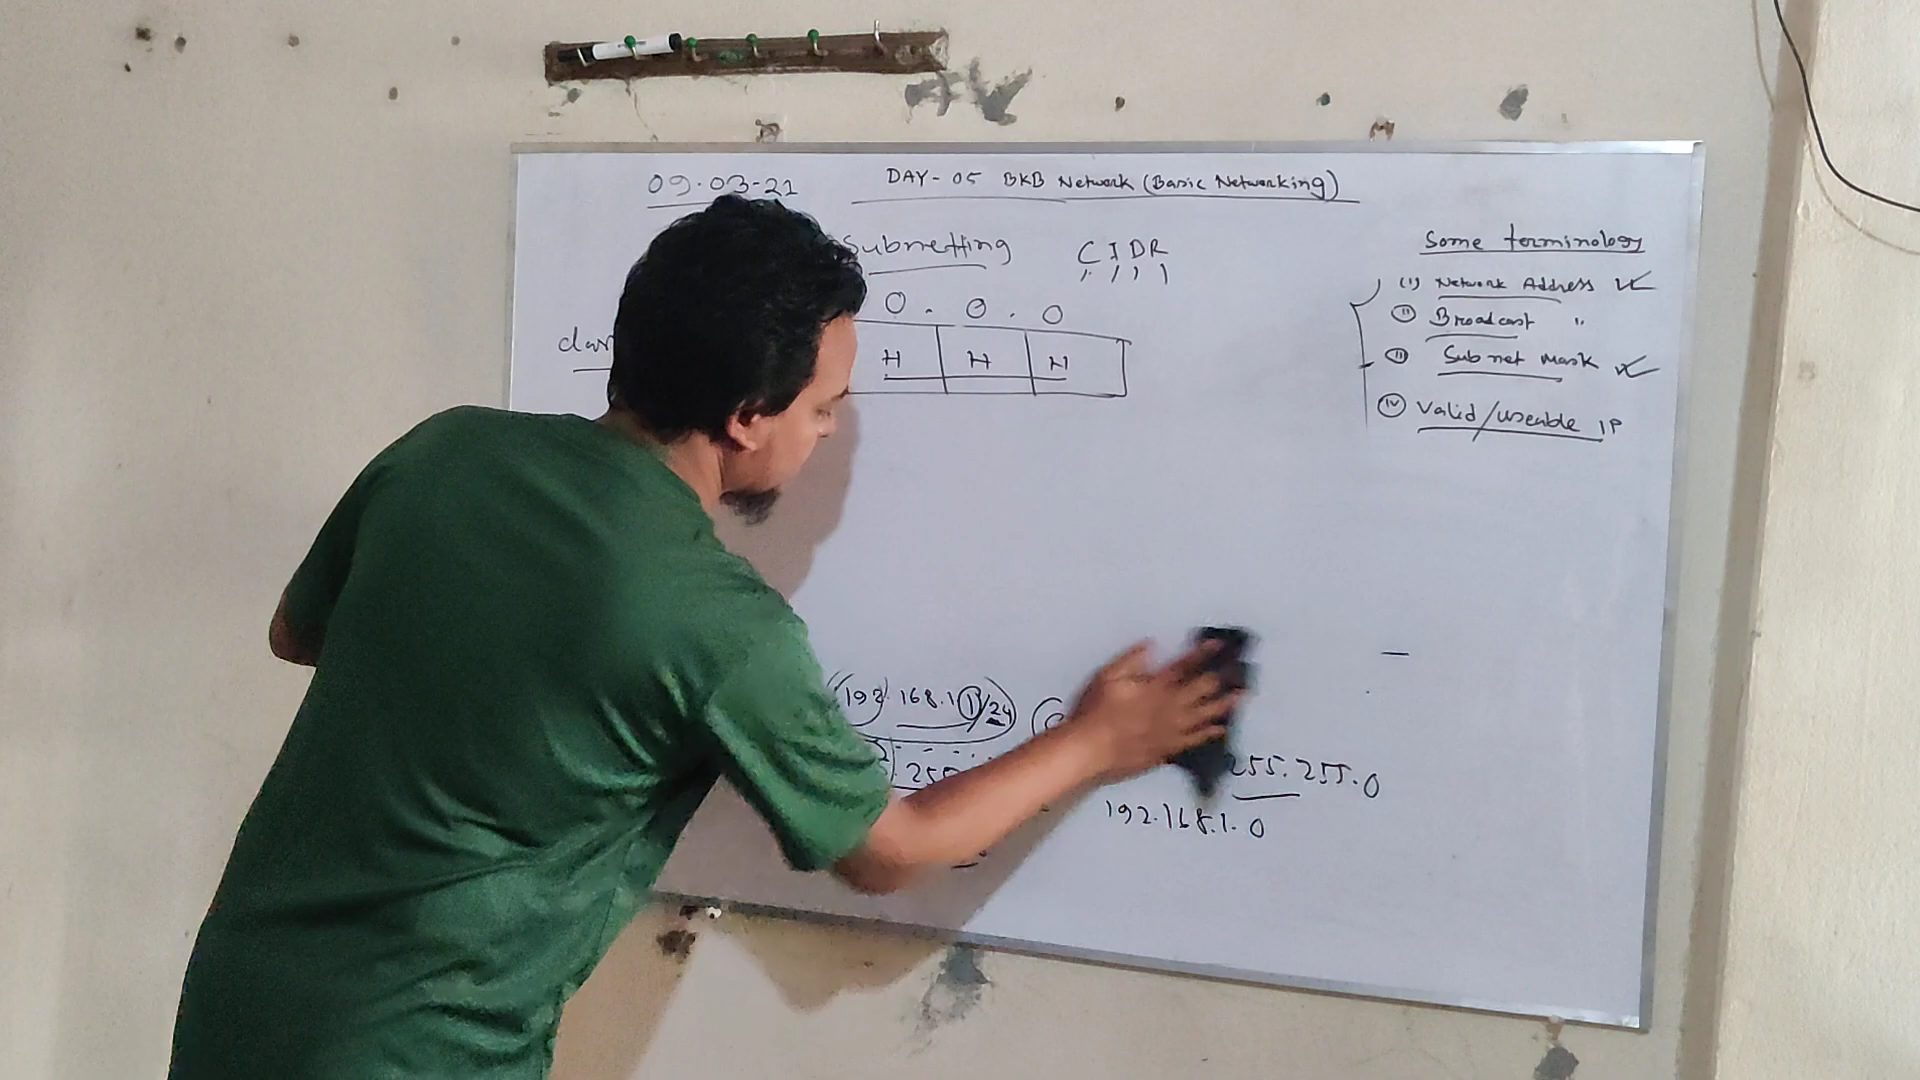 09.03-21
DAY-05 BKB Network (Basic Networking)
Subnetting CIDR
0 . 0 . 0
H H H
Some terminology
(i) Network Address
(ii) Broadcast "
(iii) Subnet Mask
(iv) Valid/useable IP
192.168.1.1/24
255.255.0
192.168.1.0